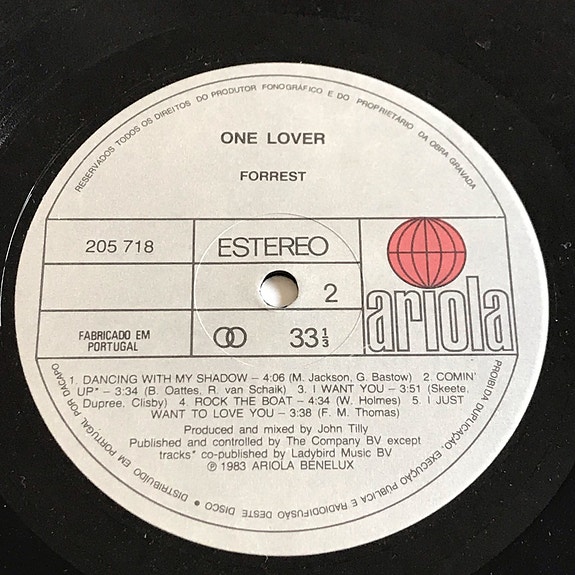 RESERVADOS TODOS OS DIREITOS DO PRODUTOR FONOGRÁFICO E DO PROPRIETÁRIO DA OBRA GRAVADA
ONE LOVER
FORREST
205 718
ESTEREO
2
FABRICADO EM
PORTUGAL
33 1/3
ariola
1. DANCING WITH MY SHADOW – 4:06 (M. Jackson, G. Bastow) 2. COMIN'
UP* – 3:34 (B. Oattes, R. van Schaik) 3. I WANT YOU – 3:51 (Skeete,
Dupree. Clisby) 4. ROCK THE BOAT – 4:34 (W. Holmes) 5. I JUST
WANT TO LOVE YOU – 3:38 (F. M. Thomas)
Produced and mixed by John Tilly
Published and controlled by The Company BV except
tracks* co-published by Ladybird Music BV
℗ 1983 ARIOLA BENELUX
PROIBIDA DUPLICAÇÃO, EXECUÇÃO PÚBLICA E RADIODIFUSÃO DESTE DISCO • DISTRIBUÍDO EM PORTUGAL POR DACAPO